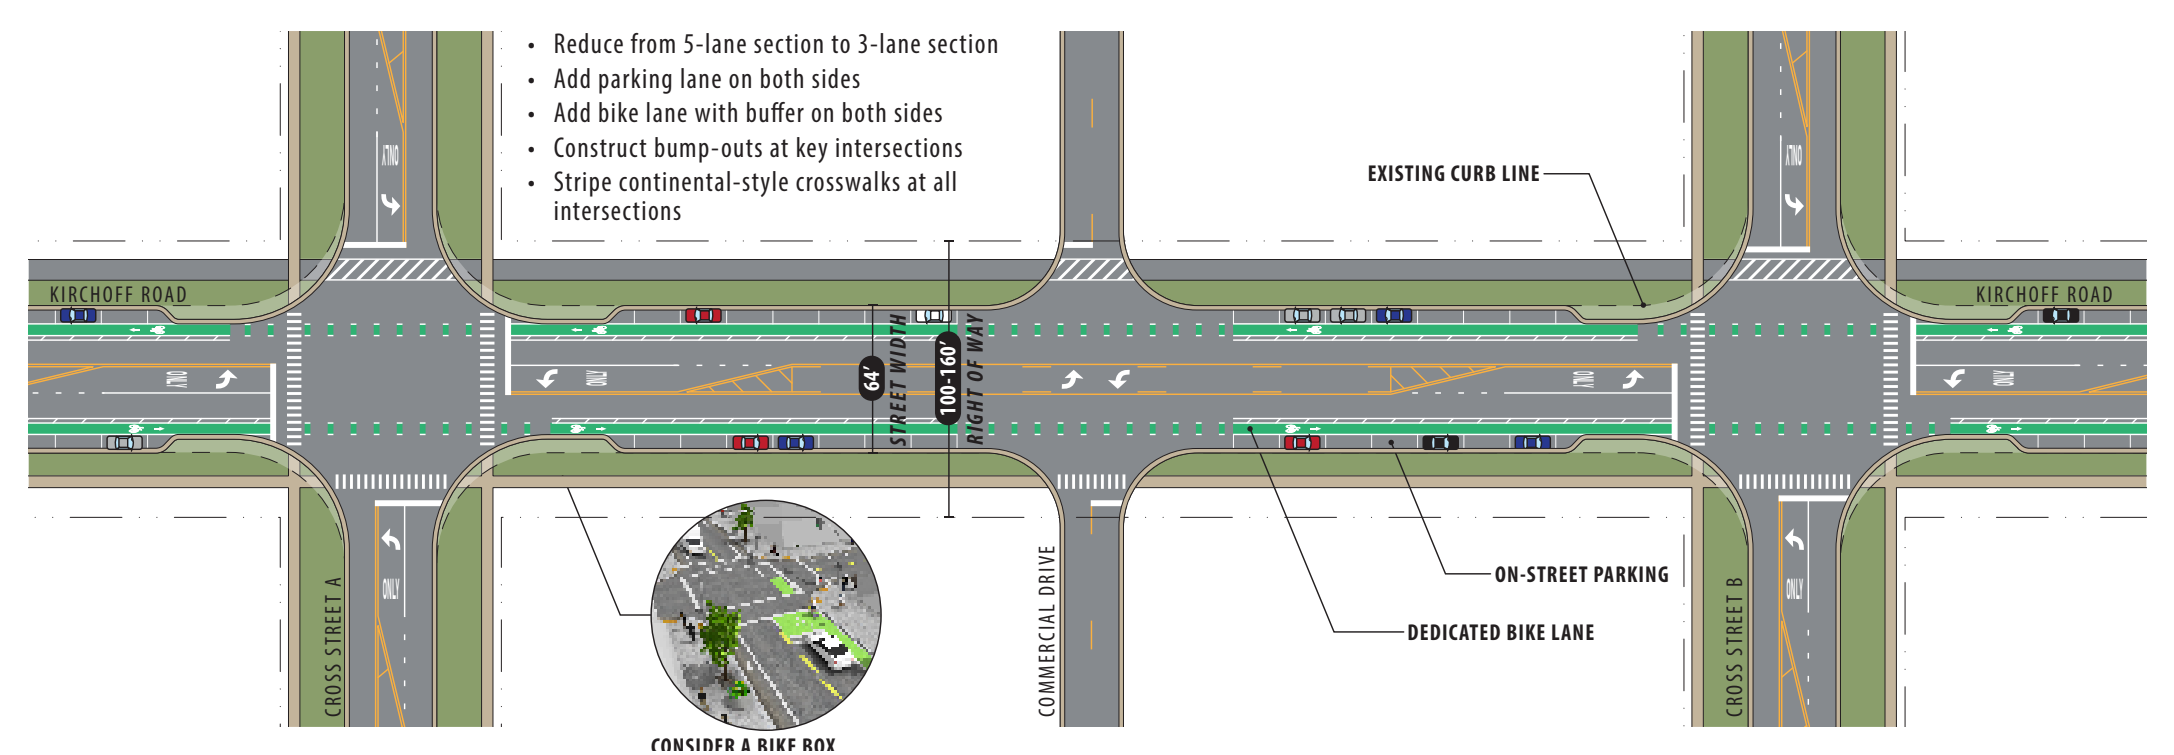 • Reduce from 5-lane section to 3-lane section
• Add parking lane on both sides
• Add bike lane with buffer on both sides
• Construct bump-outs at key intersections
• Stripe continental-style crosswalks at all
intersections
ONLY
ONLY
EXISTING CURB LINE
KIRCHOFF ROAD
KIRCHOFF ROAD
ONLY
ONLY
64'
STREET WIDTH
100-160'
RIGHT OF WAY
ONLY
ONLY
ONLY
ONLY
CROSS STREET A
COMMERCIAL DRIVE
CROSS STREET B
ON-STREET PARKING
DEDICATED BIKE LANE
CONSIDER A BIKE BOX